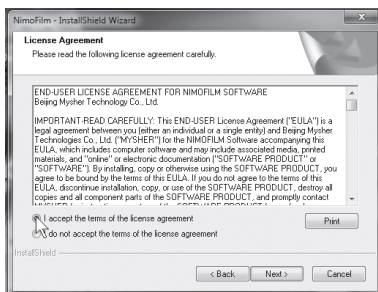 NimoFilm - InstallShield Wizard
License Agreement
Please read the following license agreement carefully.
END-USER LICENSE AGREEMENT FOR NIMOFILM SOFTWARE
Beijing Mysher Technology Co., Ltd.
IMPORTANT-READ CAREFULLY: This END-USER License Agreement ("EULA") is a
legal agreement between you (either an individual or a single entity) and Beijing Mysher
Technologies Co., Ltd. ("MYSHER") for the NIMOFILM Software accompanying this
EULA, which includes computer software and may include associated media, printed
materials, and "online" or electronic documentation ("SOFTWARE PRODUCT" or
"SOFTWARE"). By installing, copying or otherwise using the SOFTWARE PRODUCT, you
agree to be bound by the terms of this EULA. If you do not agree to the terms of this
EULA, discontinue installation, copy, or use of the SOFTWARE PRODUCT, destroy all
copies and all component parts of the SOFTWARE PRODUCT, and promptly contact
I accept the terms of the license agreement
Print
I do not accept the terms of the license agreement
InstallShield
< Back
Next >
Cancel